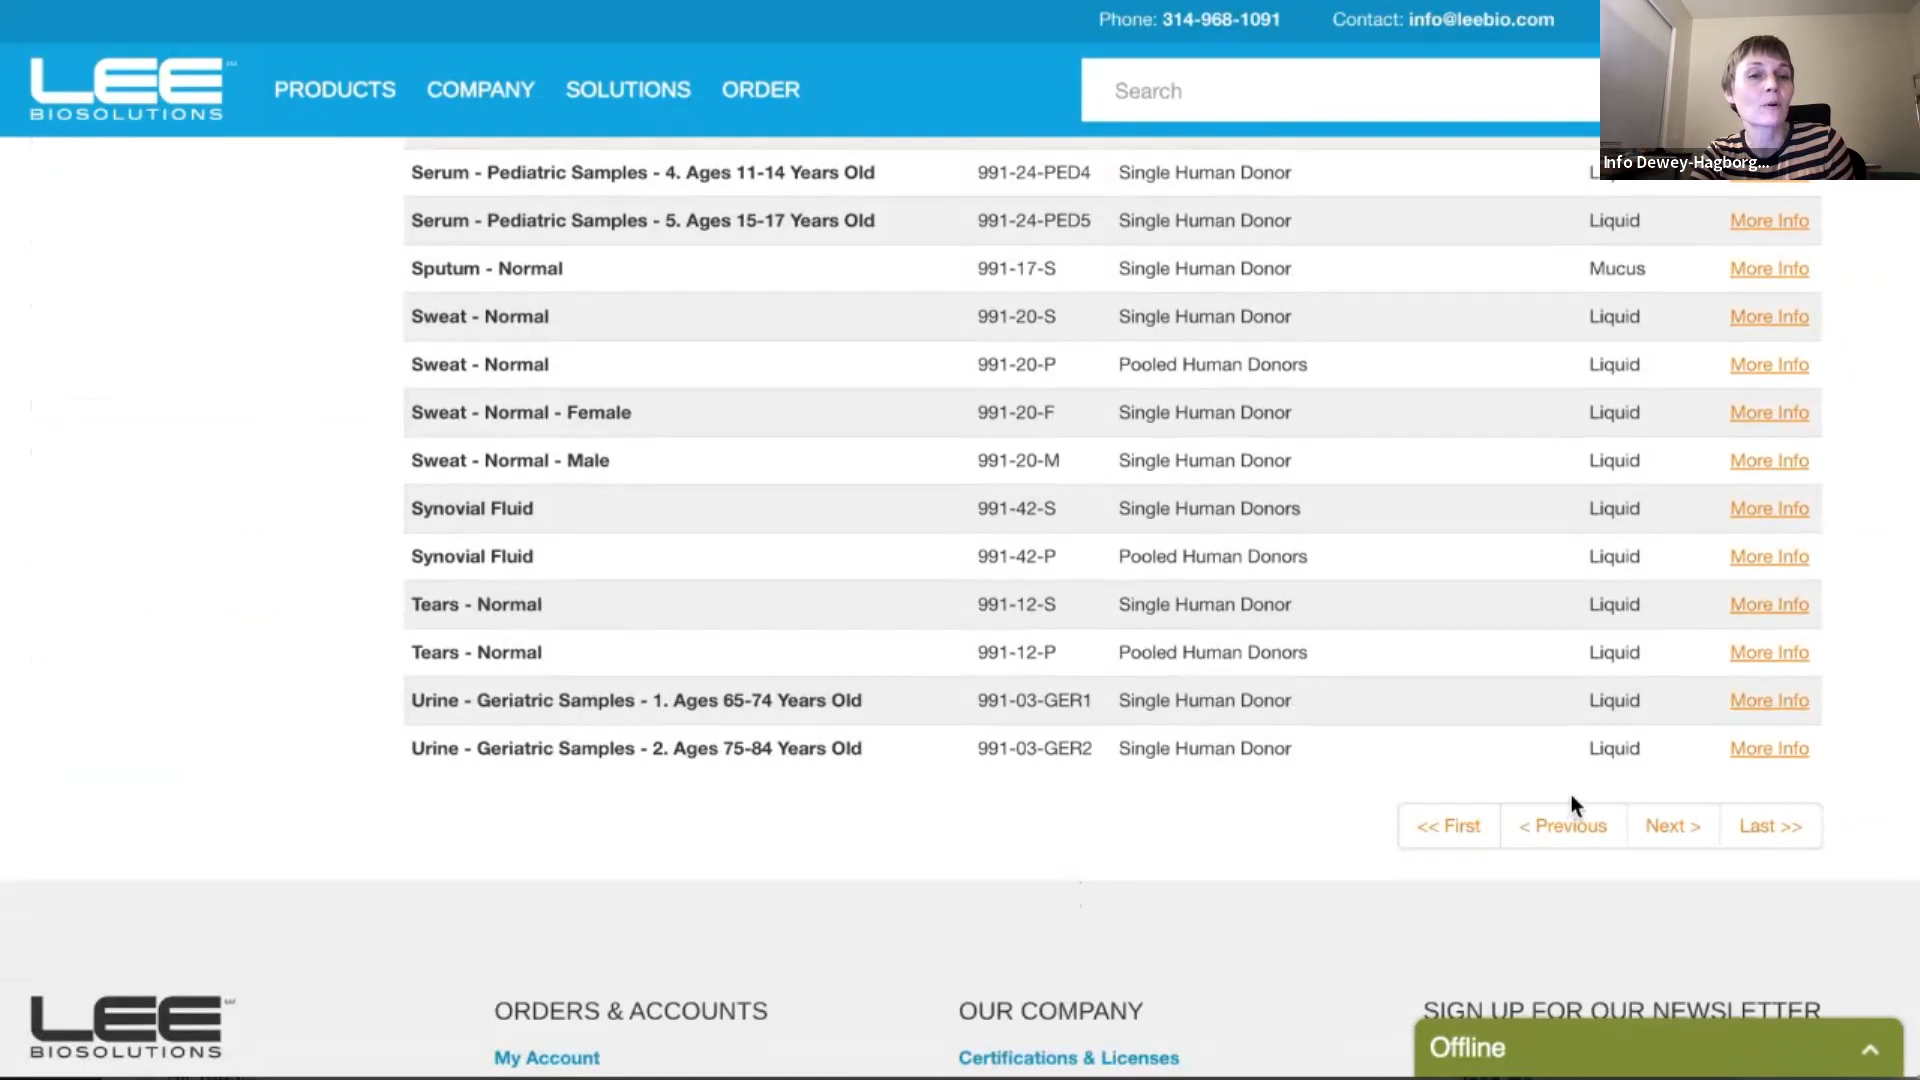 Phone: 314-968-1091 Contact: info@leebio.com
LEE
BIOSOLUTIONS
PRODUCTS COMPANY SOLUTIONS ORDER
Search
Info Dewey-Hagborg...
Serum - Pediatric Samples - 4. Ages 11-14 Years Old 991-24-PED4 Single Human Donor
Serum - Pediatric Samples - 5. Ages 15-17 Years Old 991-24-PED5 Single Human Donor Liquid More Info
Sputum - Normal 991-17-S Single Human Donor Mucus More Info
Sweat - Normal 991-20-S Single Human Donor Liquid More Info
Sweat - Normal 991-20-P Pooled Human Donors Liquid More Info
Sweat - Normal - Female 991-20-F Single Human Donor Liquid More Info
Sweat - Normal - Male 991-20-M Single Human Donor Liquid More Info
Synovial Fluid 991-42-S Single Human Donors Liquid More Info
Synovial Fluid 991-42-P Pooled Human Donors Liquid More Info
Tears - Normal 991-12-S Single Human Donor Liquid More Info
Tears - Normal 991-12-P Pooled Human Donors Liquid More Info
Urine - Geriatric Samples - 1. Ages 65-74 Years Old 991-03-GER1 Single Human Donor Liquid More Info
Urine - Geriatric Samples - 2. Ages 75-84 Years Old 991-03-GER2 Single Human Donor Liquid More Info
<< First < Previous Next > Last >>
LEE
BIOSOLUTIONS
ORDERS & ACCOUNTS OUR COMPANY SIGN UP FOR OUR NEWSLETTER
My Account Certifications & Licenses
Offline